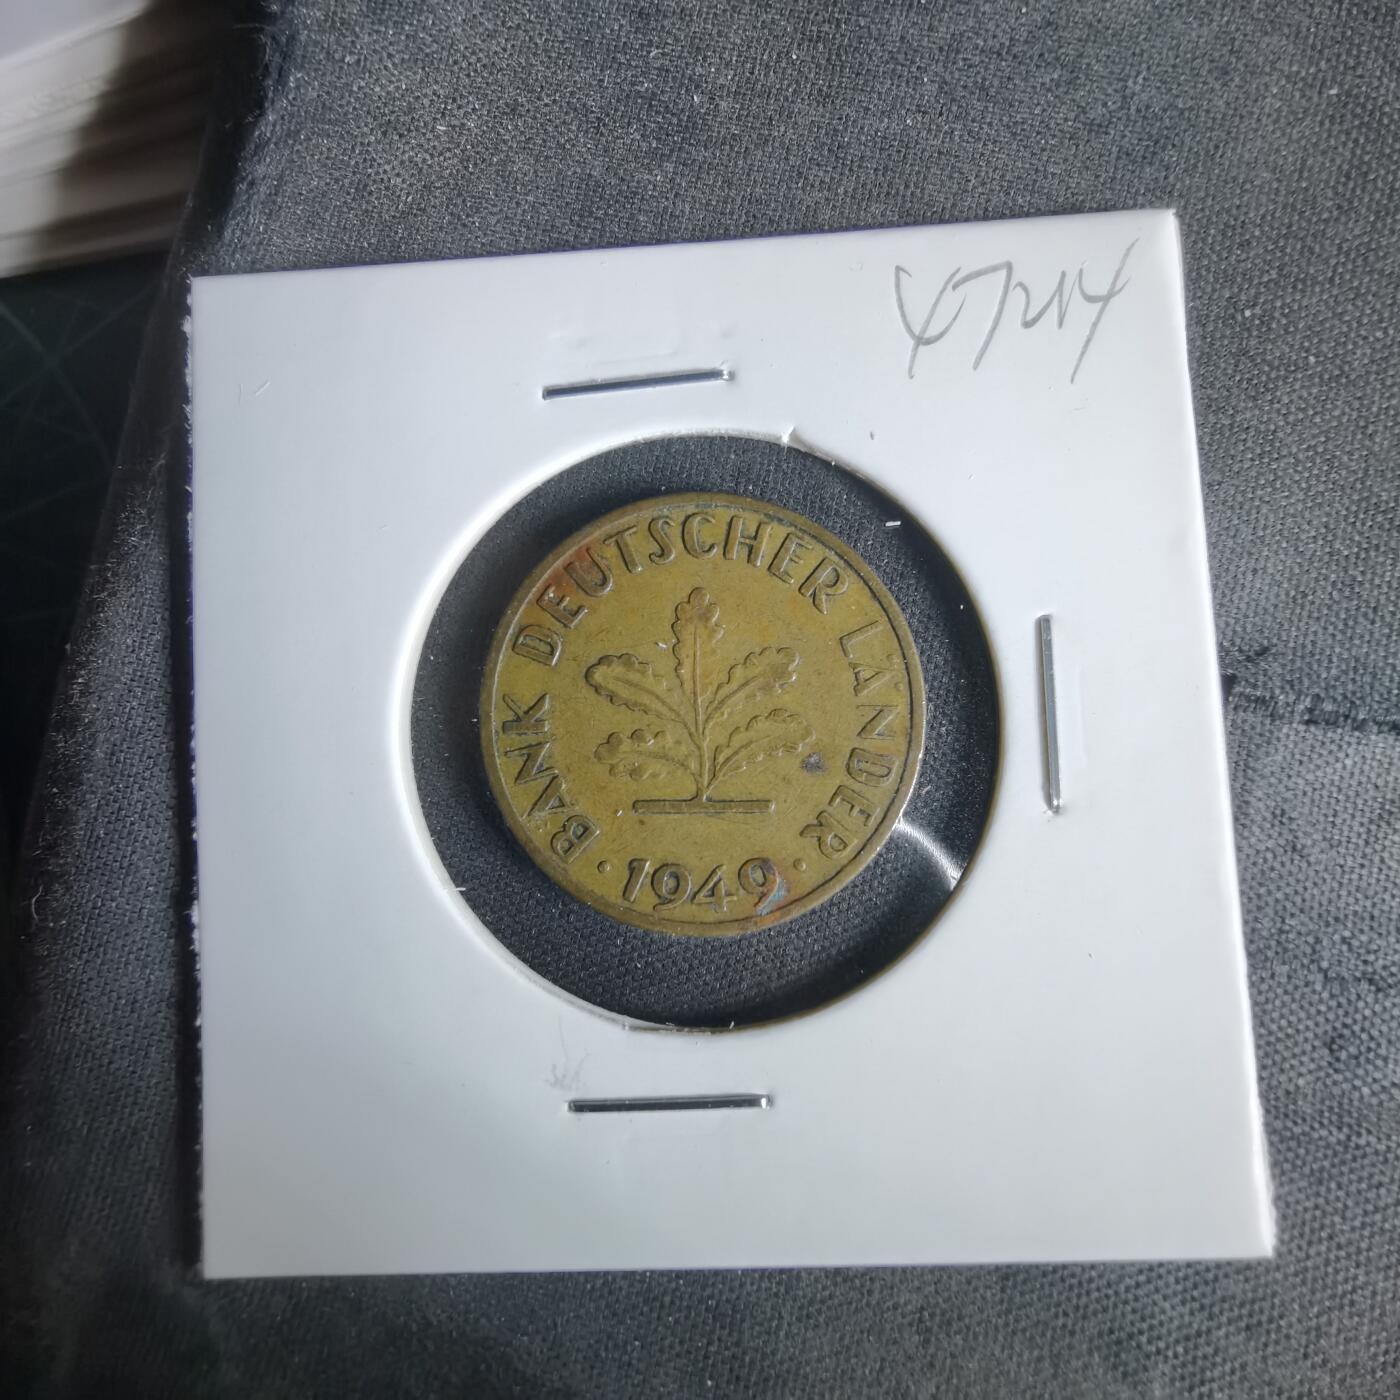 BANK DEUTSCHER LÄNDER
· 1949 ·